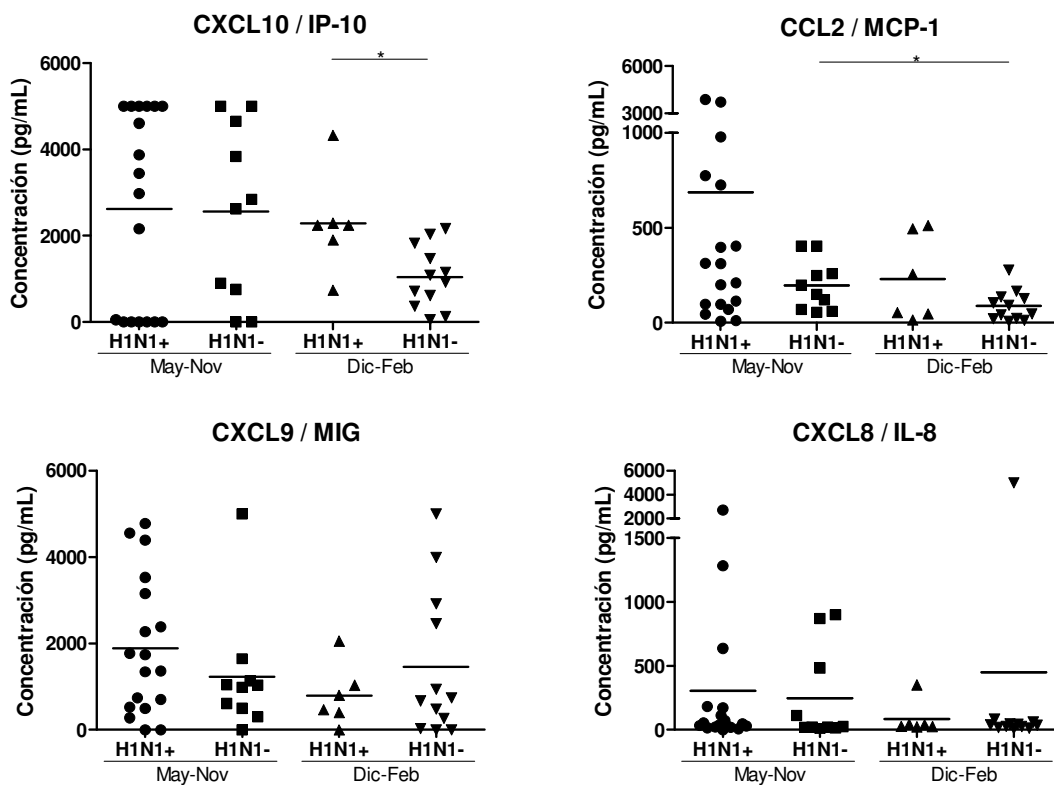 CXCL10 / IP-10
*
Concentración (pg/mL)
6000
4000
2000
0
H1N1+ H1N1- H1N1+ H1N1-
May-Nov Dic-Feb
CCL2 / MCP-1
*
Concentración (pg/mL)
6000
3000
1000
500
0
H1N1+ H1N1- H1N1+ H1N1-
May-Nov Dic-Feb
CXCL9 / MIG
Concentración (pg/mL)
6000
4000
2000
0
H1N1+ H1N1- H1N1+ H1N1-
May-Nov Dic-Feb
CXCL8 / IL-8
Concentración (pg/mL)
6000
4000
2000
1500
1000
500
0
H1N1+ H1N1- H1N1+ H1N1-
May-Nov Dic-Feb